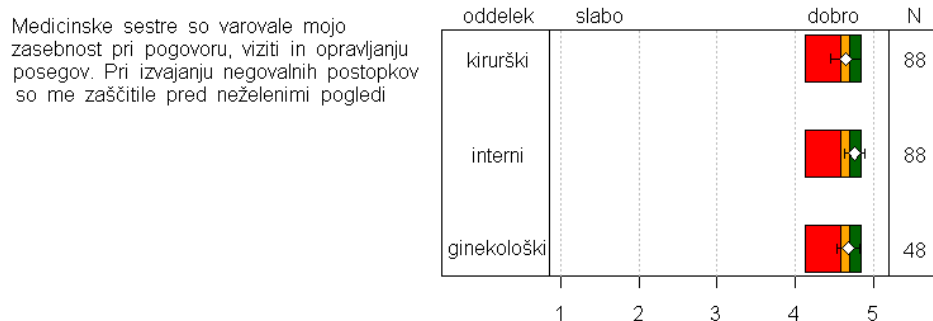 Medicinske sestre so varovale mojo
zasebnost pri pogovoru, viziti in opravljanju
posegov. Pri izvajanju negovalnih postopkov
so me zaščitile pred neželenimi pogledi
oddelek slabo dobro N
kirurški 88
interni 88
ginekološki 48
1 2 3 4 5